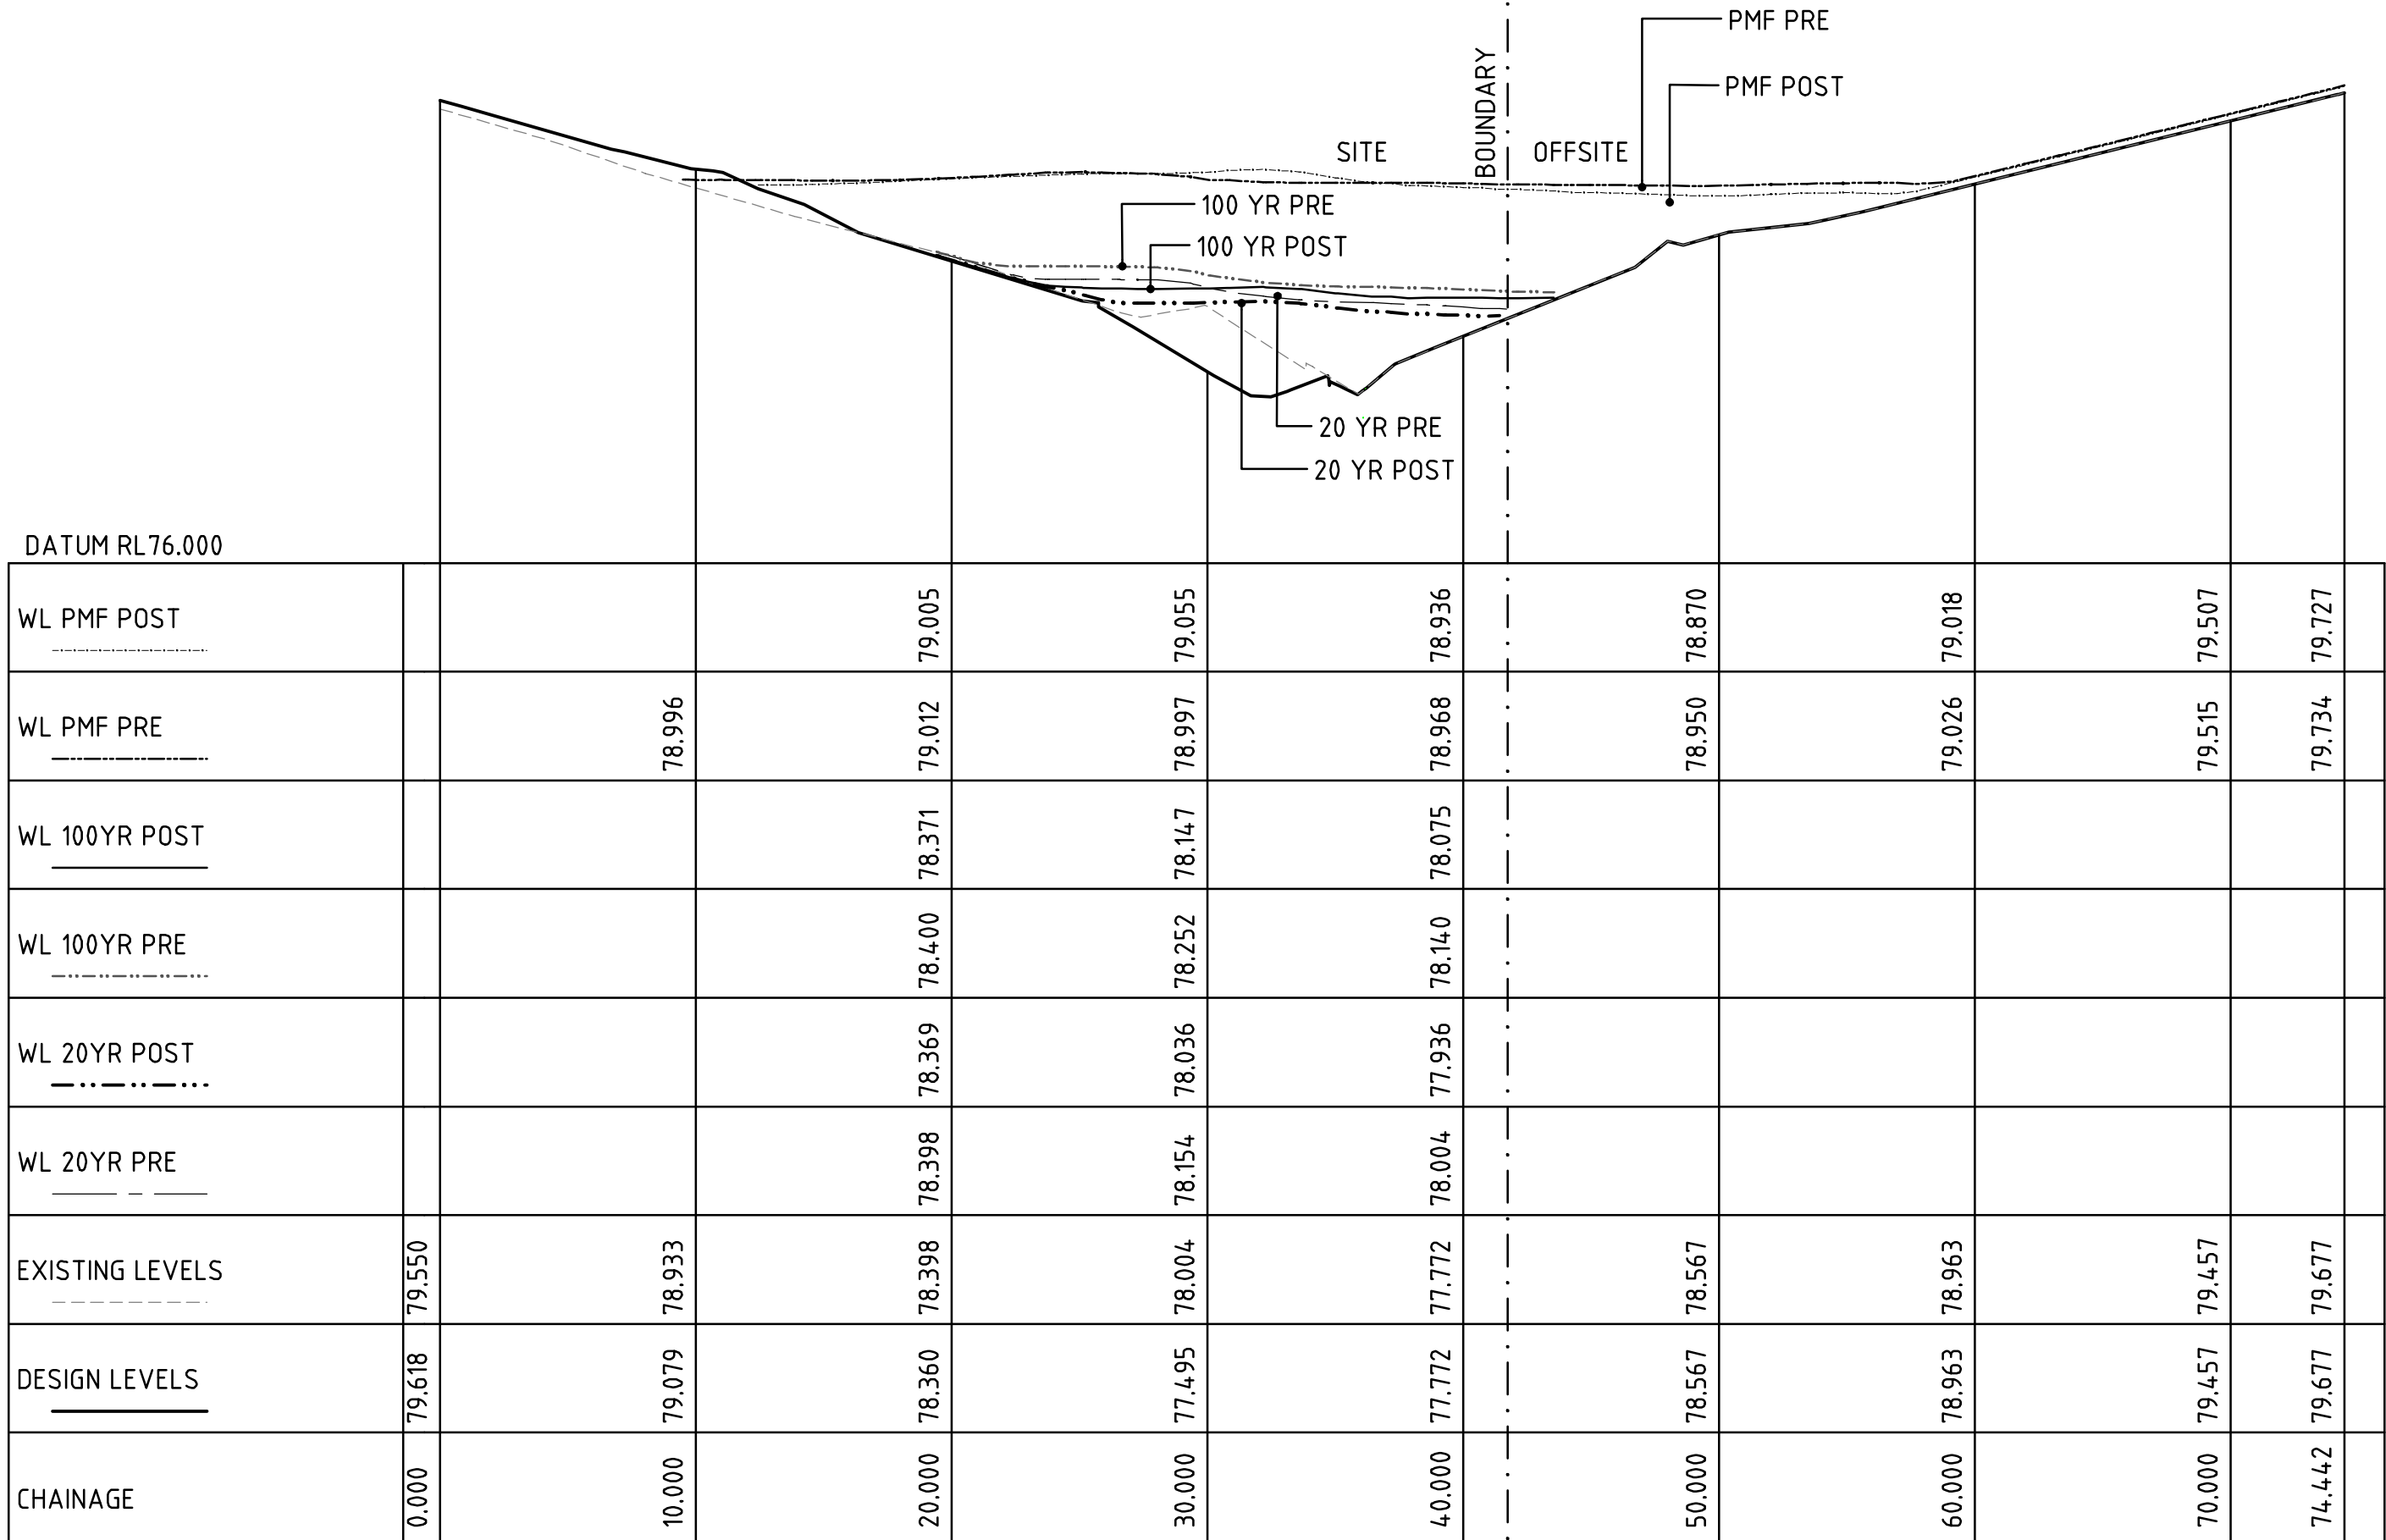 PMF PRE
PMF POST
BOUNDARY
SITE
OFFSITE
100 YR PRE
100 YR POST
20 YR PRE
20 YR POST
DATUM RL76.000
WL PMF POST 79.005 79.055 78.936 78.870 79.018 79.507 79.727
WL PMF PRE 78.996 79.012 78.997 78.968 78.950 79.026 79.515 79.734
WL 100YR POST 78.371 78.147 78.075
WL 100YR PRE 78.400 78.252 78.140
WL 20YR POST 78.369 78.036 77.936
WL 20YR PRE 78.398 78.154 78.004
EXISTING LEVELS 79.550 78.933 78.398 78.004 77.772 78.567 78.963 79.457 79.677
DESIGN LEVELS 79.618 79.079 78.360 77.495 77.772 78.567 78.963 79.457 79.677
CHAINAGE 0.000 10.000 20.000 30.000 40.000 50.000 60.000 70.000 74.442